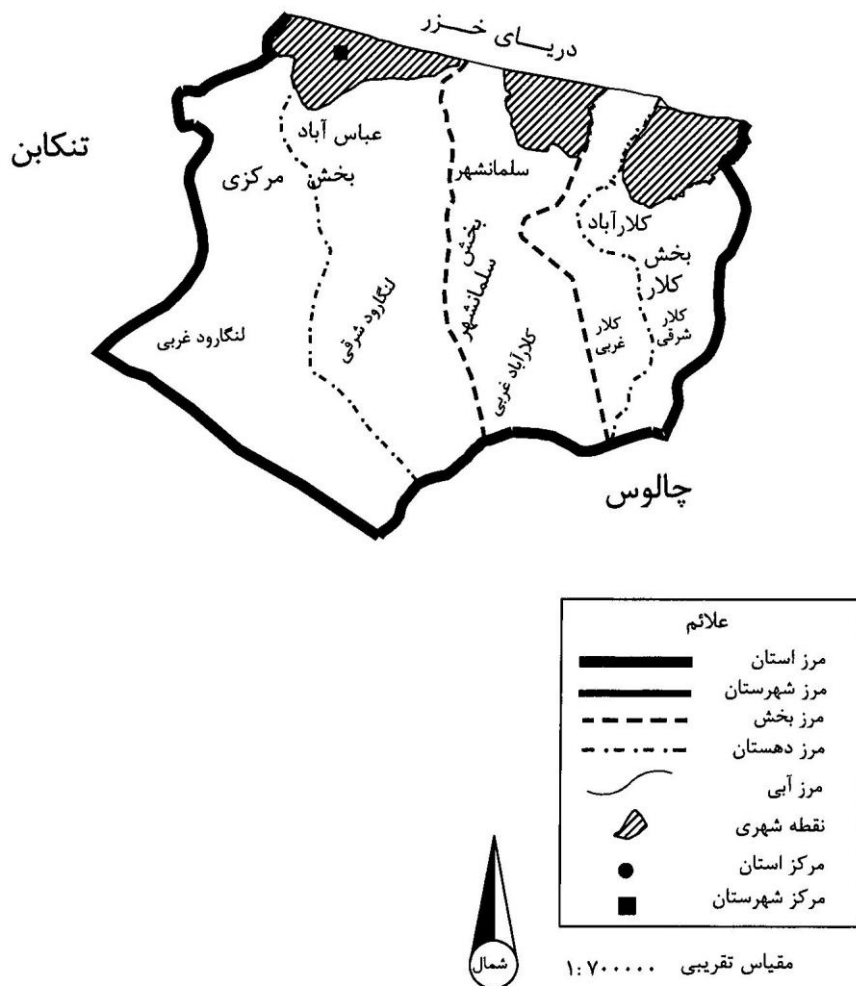 دریای خزر
تنکابن
عباس آباد
بخش مرکزی
سلمانشهر
کلارآباد
بخش
سلمانشهر
بخش
کلار
لنگارود غربی
لنگارود شرقی
کلارآباد غربی
کلار
غربی
کلار
شرقی
چالوس
علائم
مرز استان
مرز شهرستان
مرز بخش
مرز دهستان
مرز آبی
نقطه شهری
مرکز استان
مرکز شهرستان
شمال
مقیاس تقریبی ۱:۷۰۰۰۰۰